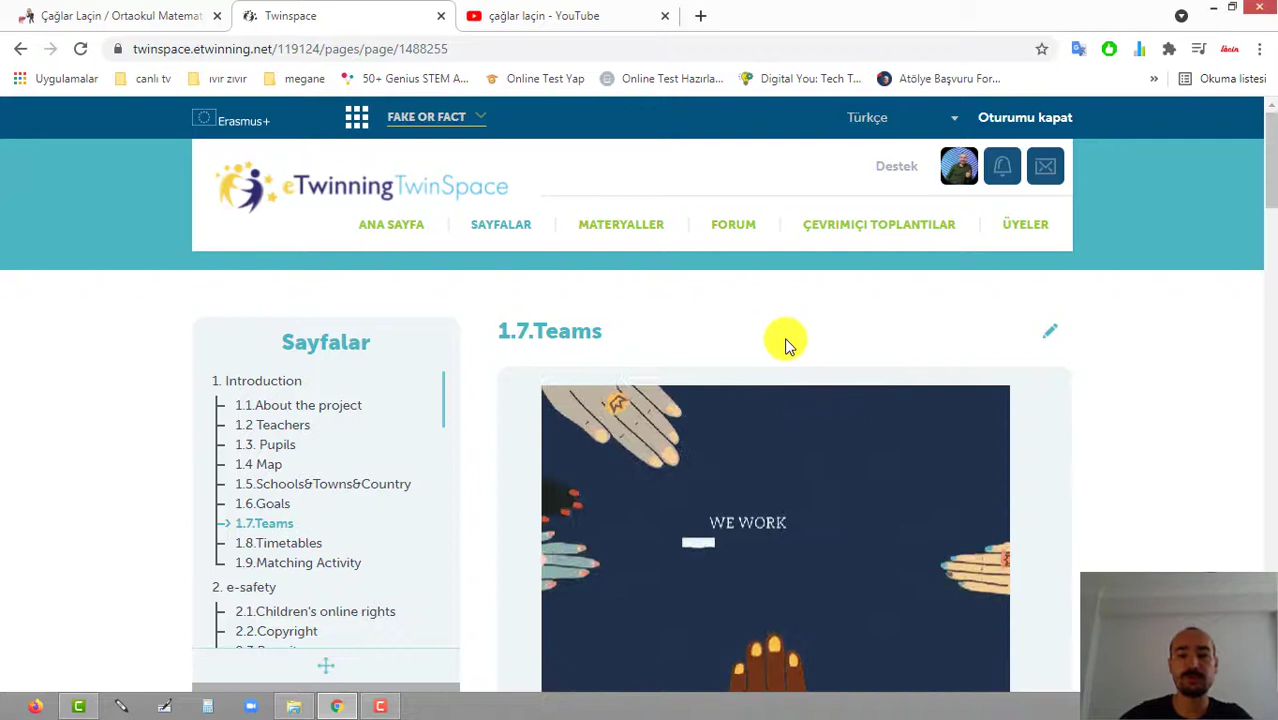 Çağlar Laçin / Ortaokul Matemat
Twinspace
çağlar laçin - YouTube
twinspace.etwinning.net/119124/pages/page/1488255
Uygulamalar
canlı tv
ıvır zıvır
megane
50+ Genius STEM A...
Online Test Yap
Online Test Hazırla...
Digital You: Tech T...
Atölye Başvuru For...
»
Okuma listesi
Erasmus+
FAKE OR FACT
Türkçe
Oturumu kapat
eTwinningTwinSpace
Destek
ANA SAYFA
SAYFALAR
MATERYALLER
FORUM
ÇEVRIMIÇI TOPLANTILAR
ÜYELER
Sayfalar
1. Introduction
1.1.About the project
1.2 Teachers
1.3. Pupils
1.4 Map
1.5.Schools&Towns&Country
1.6.Goals
1.7.Teams
1.8.Timetables
1.9.Matching Activity
2. e-safety
2.1.Children's online rights
2.2.Copyright
1.7.Teams
WE WORK